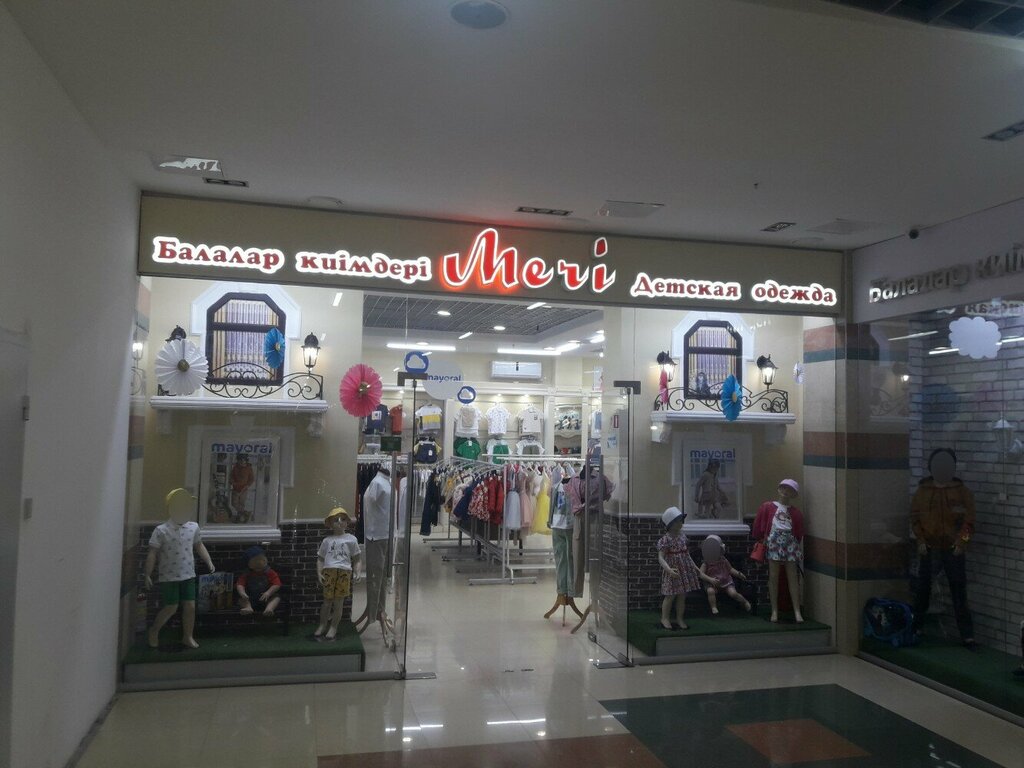 Балалар киімдері Мечі Детская одежда
Балалар киім
mayoral
mayoral
mayoral